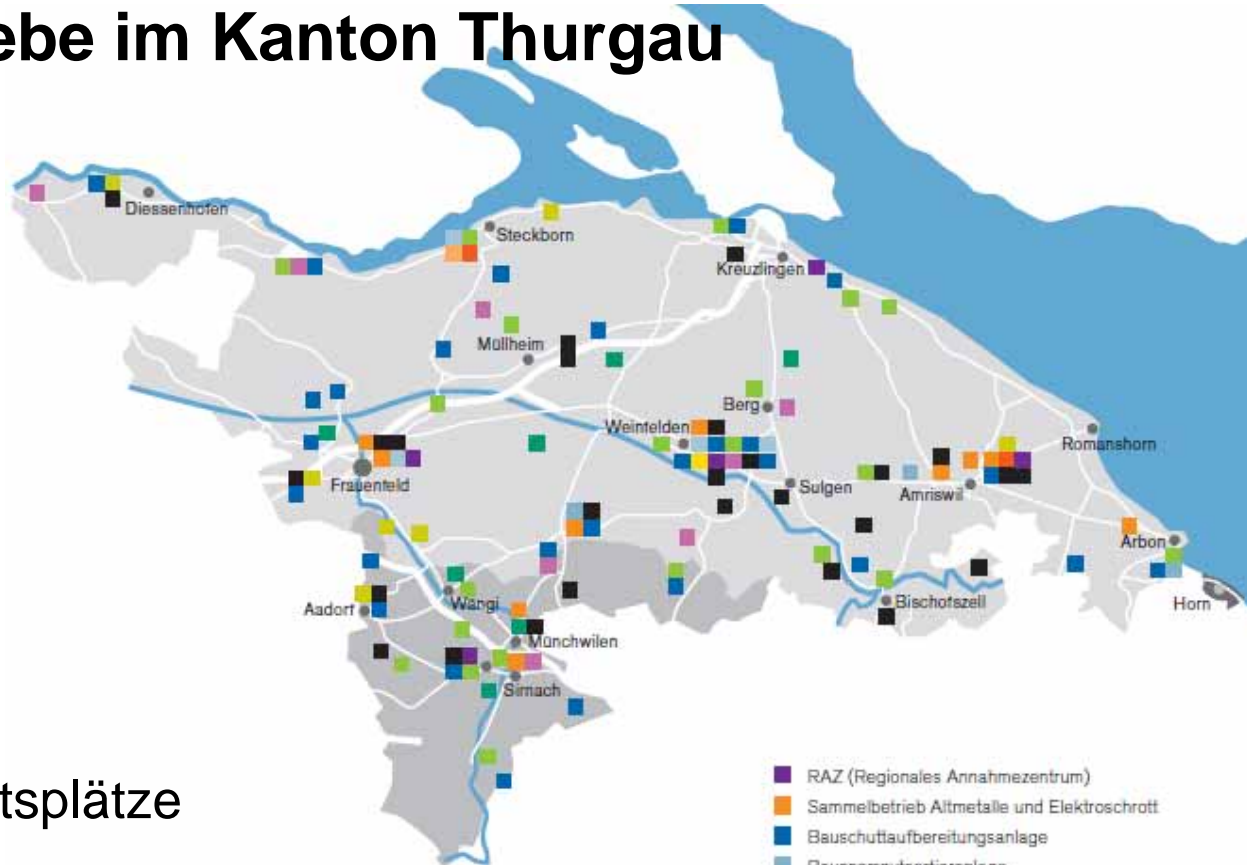 ebe im Kanton Thurgau
Diessenhofen
Steckborn
Kreuzlingen
Müllheim
Berg
Weinfelden
Romanshorn
Frauenfeld
Sulgen
Amriswil
Arbon
Aadorf
Wängi
Bischofszell
Horn
Münchwilen
Sirnach
tsplätze
RAZ (Regionales Annahmezentrum)
Sammelbetrieb Altmetalle und Elektroschrott
Bauschuttaufbereitungsanlage